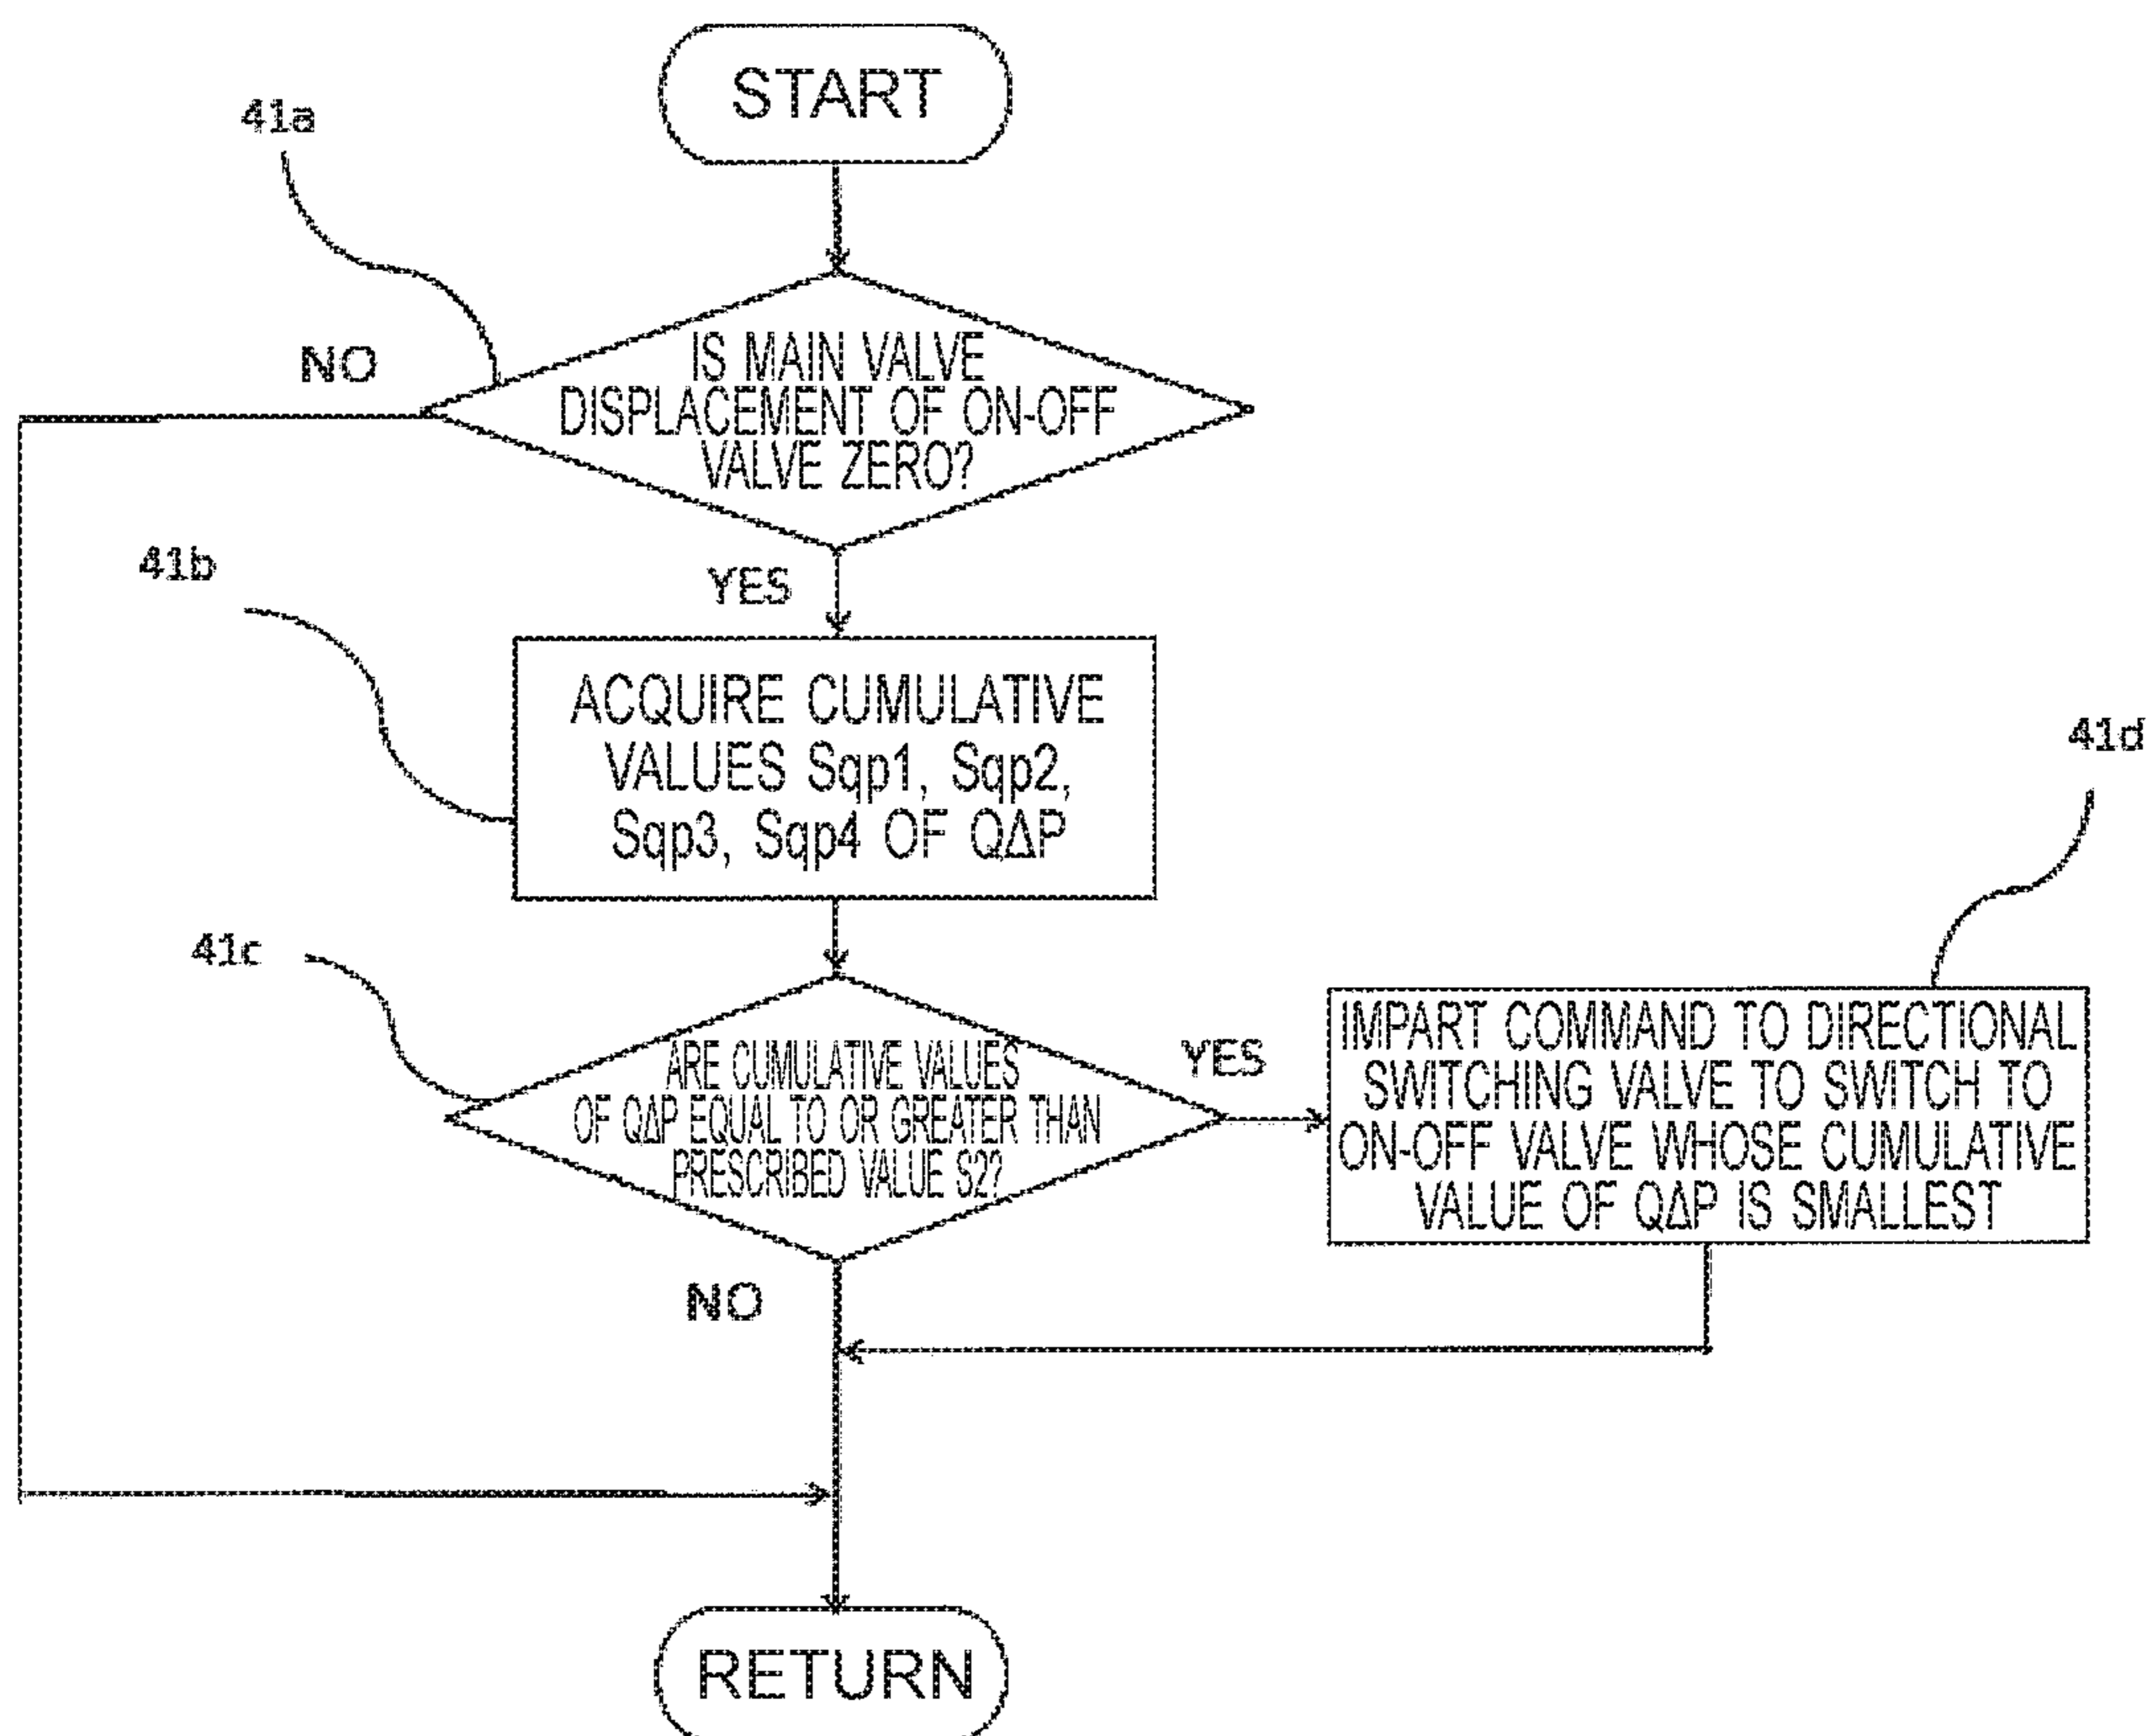 START
41a
NO
IS MAIN VALVE
DISPLACEMENT OF ON-OFF
VALVE ZERO?
41b
YES
ACQUIRE CUMULATIVE
VALUES Sqp1, Sqp2,
Sqp3, Sqp4 OF QΔP
41c
ARE CUMULATIVE VALUES
OF QΔP EQUAL TO OR GREATER THAN
PRESCRIBED VALUE S2?
YES
41d
IMPART COMMAND TO DIRECTIONAL
SWITCHING VALVE TO SWITCH TO
ON-OFF VALVE WHOSE CUMULATIVE
VALUE OF QΔP IS SMALLEST
NO
RETURN